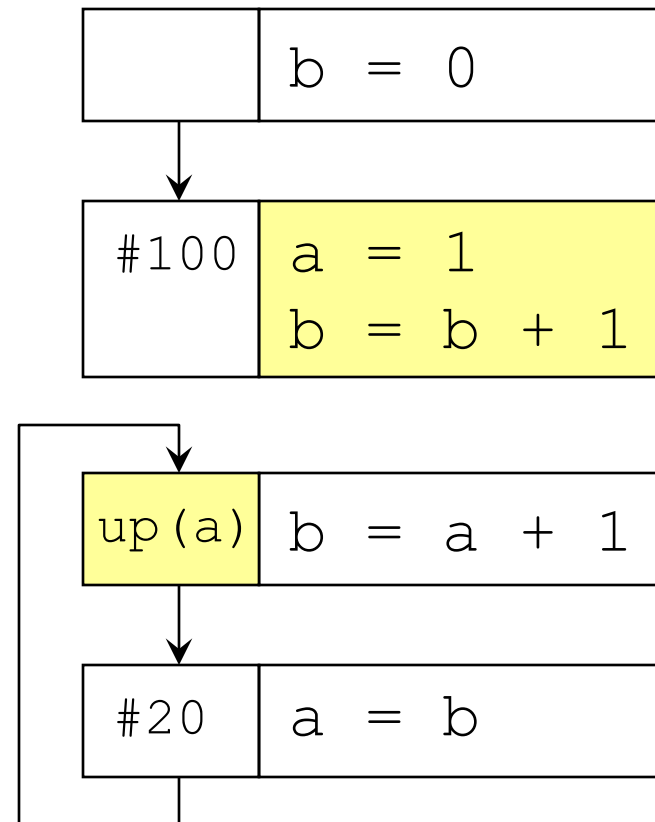 b = 0
#100 a = 1
b = b + 1
up(a) b = a + 1
#20 a = b